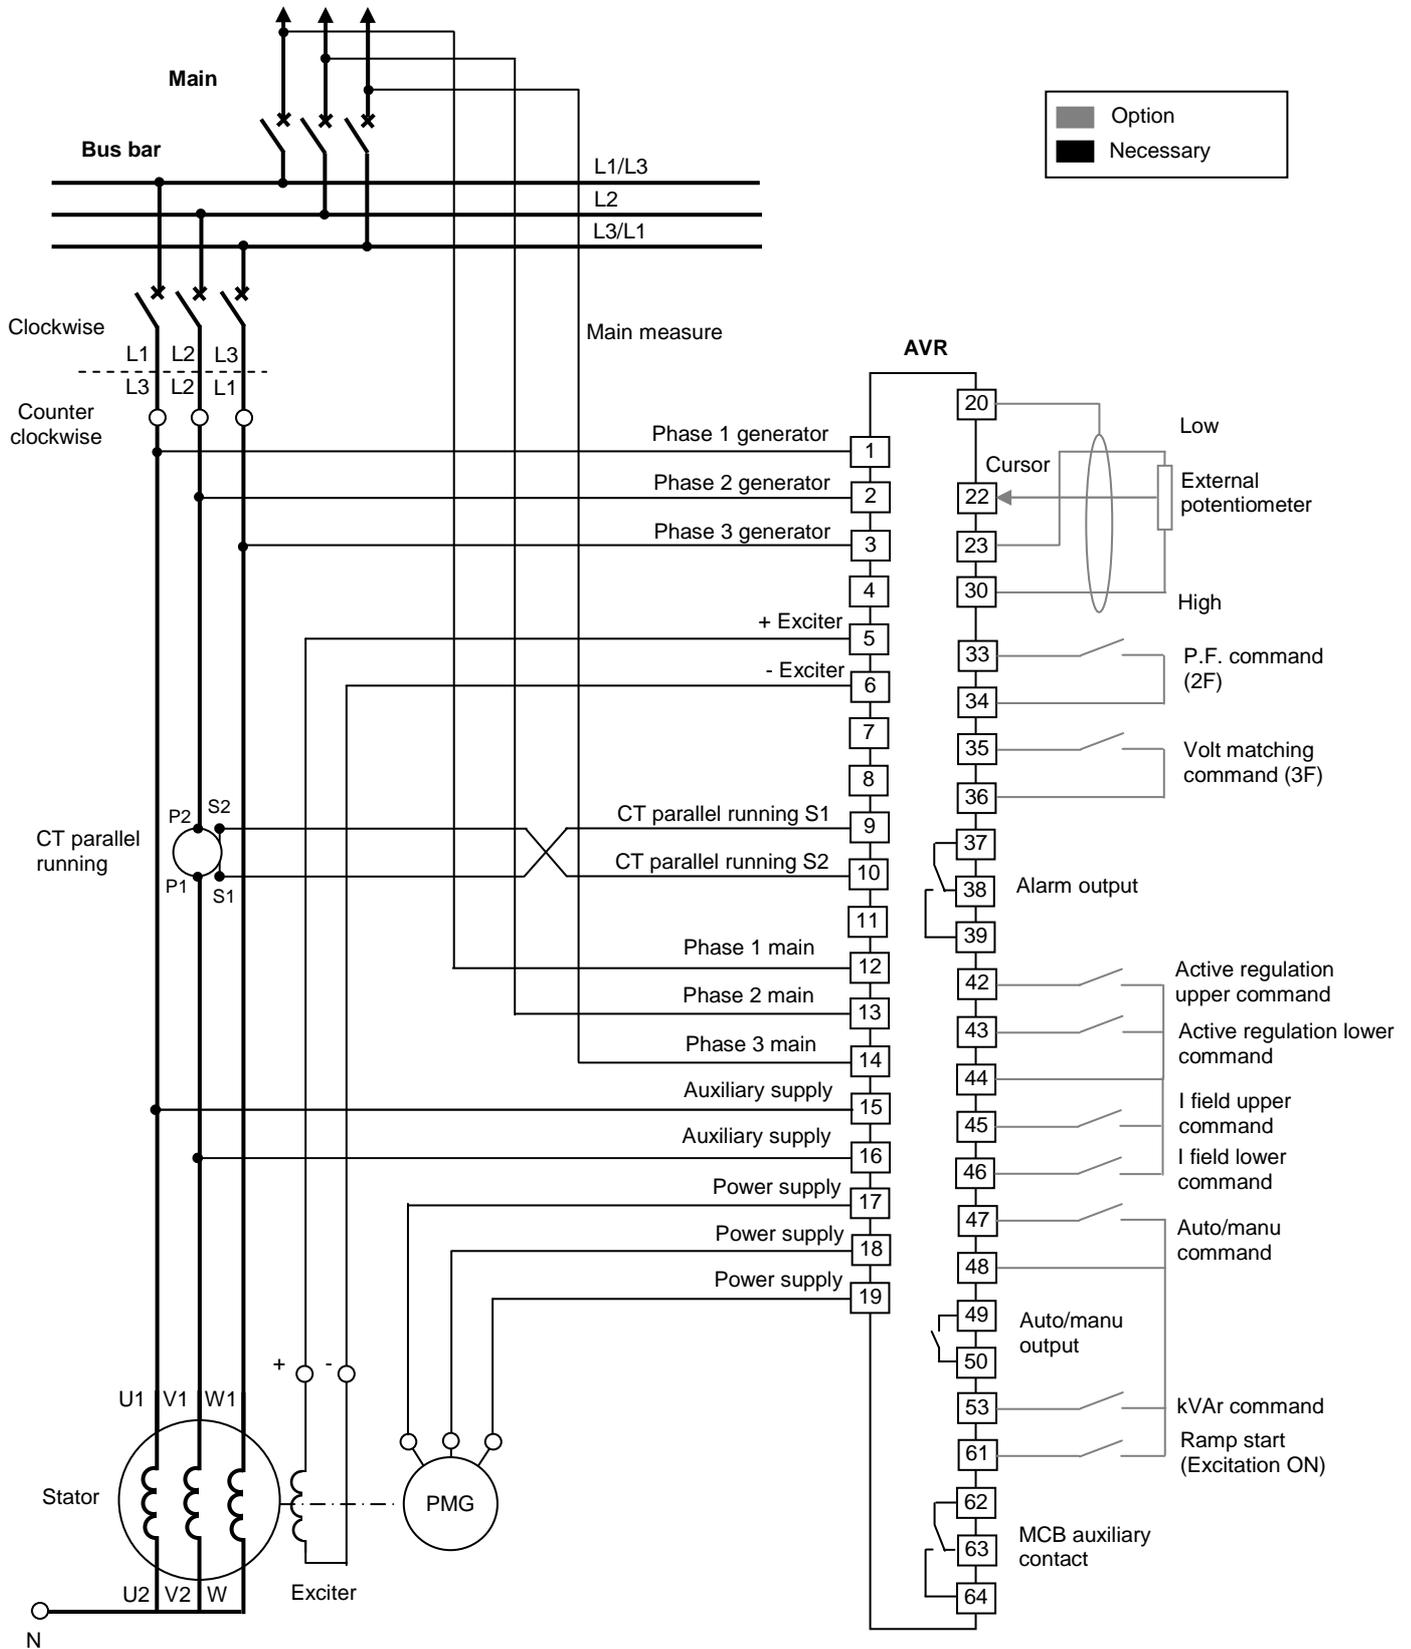 Main
Option
Necessary
Bus bar
L1/L3
L2
L3/L1
Clockwise
Main measure
L1 L2 L3
L3 L2 L1
Counter
clockwise
AVR
Phase 1 generator
1
Phase 2 generator
2
Phase 3 generator
3
4
+ Exciter
5
- Exciter
6
7
8
CT parallel
running
P2
S2
P1
S1
CT parallel running S1
9
CT parallel running S2
10
11
Phase 1 main
12
Phase 2 main
13
Phase 3 main
14
Auxiliary supply
15
Auxiliary supply
16
Power supply
17
Power supply
18
Power supply
19
20
Low
Cursor
22
External
potentiometer
23
30
High
33
P.F. command
(2F)
34
35
Volt matching
command (3F)
36
37
38
Alarm output
39
42
Active regulation
upper command
43
Active regulation lower
command
44
45
I field upper
command
46
I field lower
command
47
Auto/manu
command
48
49
Auto/manu
output
50
53
kVAr command
61
Ramp start
(Excitation ON)
62
63
MCB auxiliary
contact
64
+ -
U1 V1 W1
Stator
PMG
Exciter
U2 V2 W
N